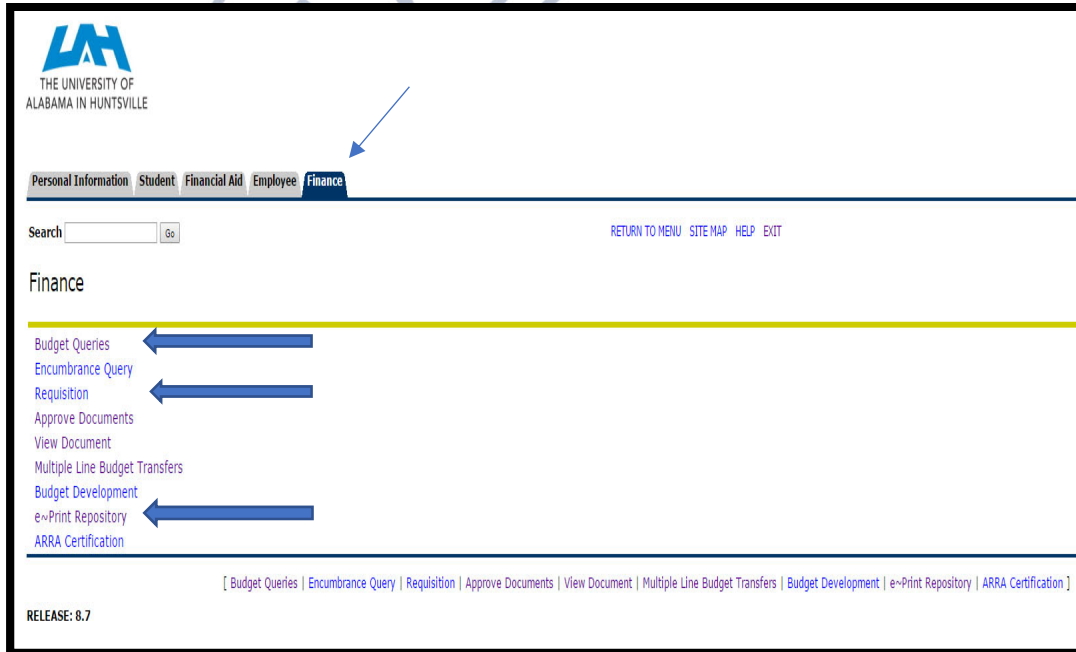 UAH
THE UNIVERSITY OF
ALABAMA IN HUNTSVILLE
Personal Information Student Financial Aid Employee Finance
Search Go RETURN TO MENU SITE MAP HELP EXIT
Finance
Budget Queries
Encumbrance Query
Requisition
Approve Documents
View Document
Multiple Line Budget Transfers
Budget Development
e~Print Repository
ARRA Certification
[ Budget Queries | Encumbrance Query | Requisition | Approve Documents | View Document | Multiple Line Budget Transfers | Budget Development | e~Print Repository | ARRA Certification ]
RELEASE: 8.7